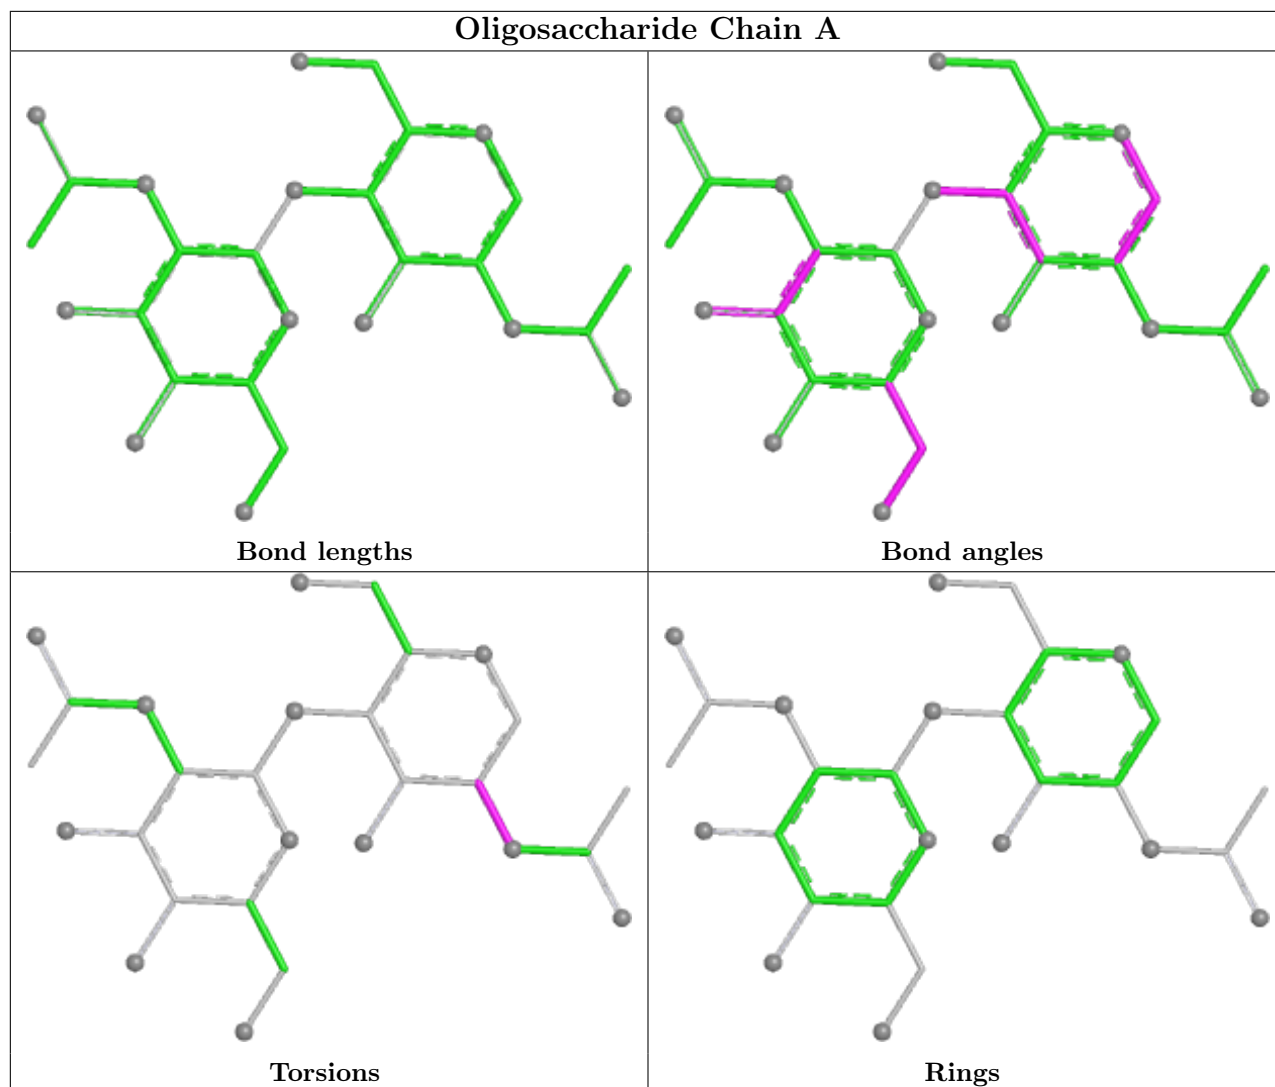 Oligosaccharide Chain A
Bond lengths
Bond angles
Torsions
Rings